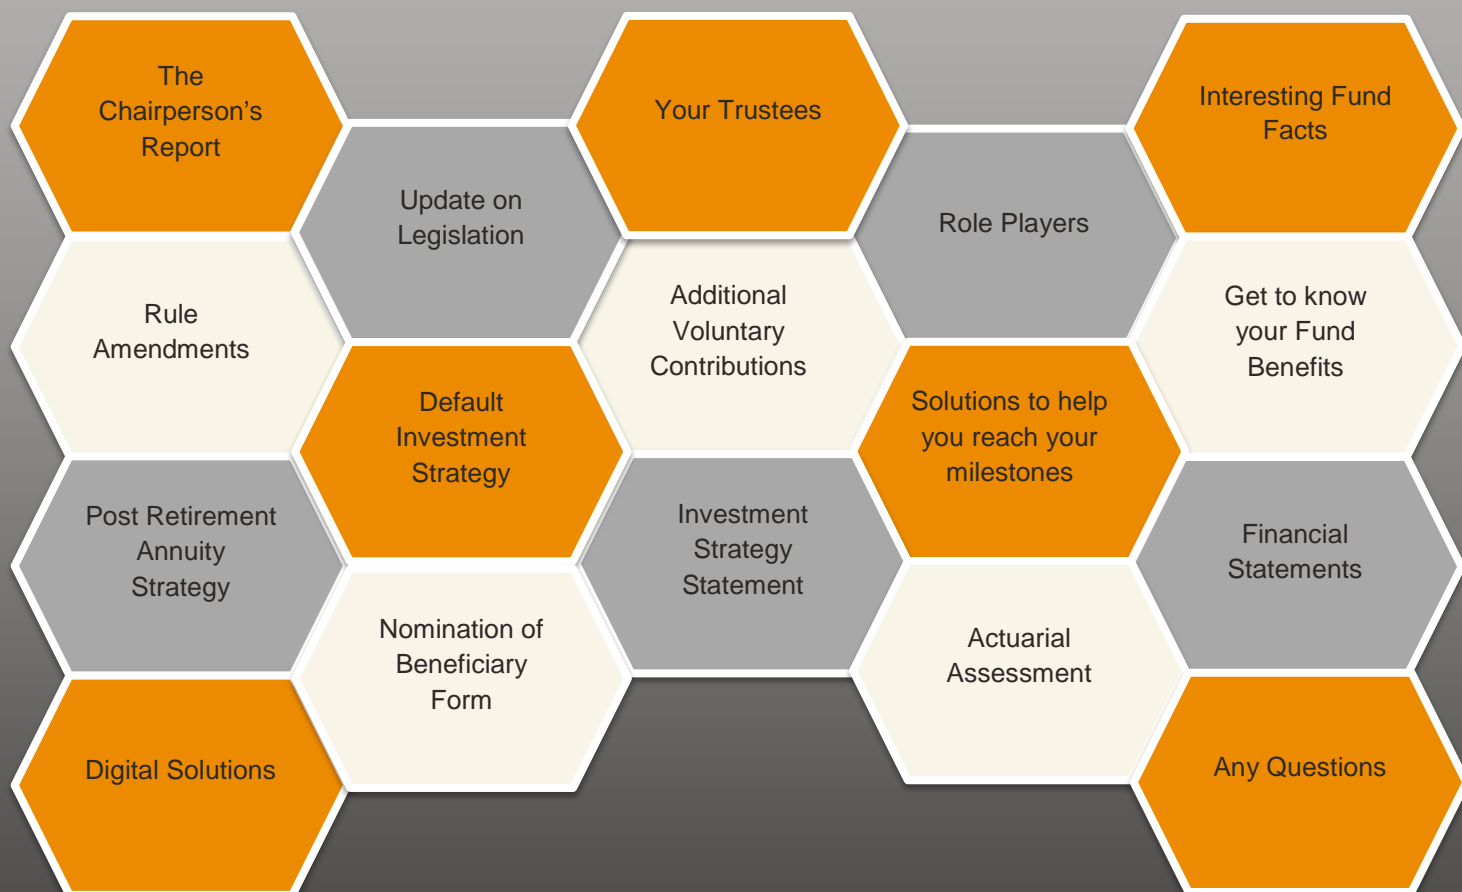 The
Chairperson’s
Report
Your Trustees
Interesting Fund
Facts
Update on
Legislation
Role Players
Rule
Amendments
Additional
Voluntary
Contributions
Get to know
your Fund
Benefits
Default
Investment
Strategy
Solutions to help
you reach your
milestones
Post Retirement
Annuity
Strategy
Investment
Strategy
Statement
Financial
Statements
Nomination of
Beneficiary
Form
Actuarial
Assessment
Digital Solutions
Any Questions